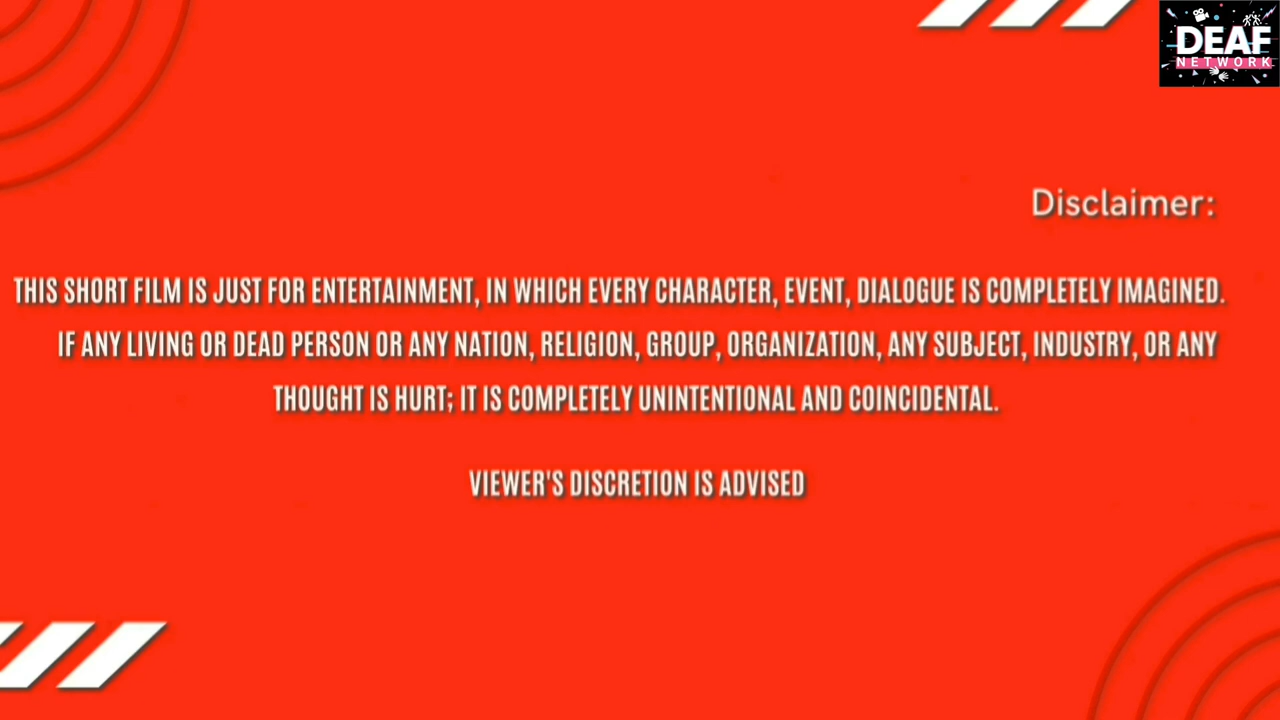 DEAF
NETWORK
Disclaimer:
THIS SHORT FILM IS JUST FOR ENTERTAINMENT, IN WHICH EVERY CHARACTER, EVENT, DIALOGUE IS COMPLETELY IMAGINED.
IF ANY LIVING OR DEAD PERSON OR ANY NATION, RELIGION, GROUP, ORGANIZATION, ANY SUBJECT, INDUSTRY, OR ANY
THOUGHT IS HURT; IT IS COMPLETELY UNINTENTIONAL AND COINCIDENTAL.
VIEWER'S DISCRETION IS ADVISED